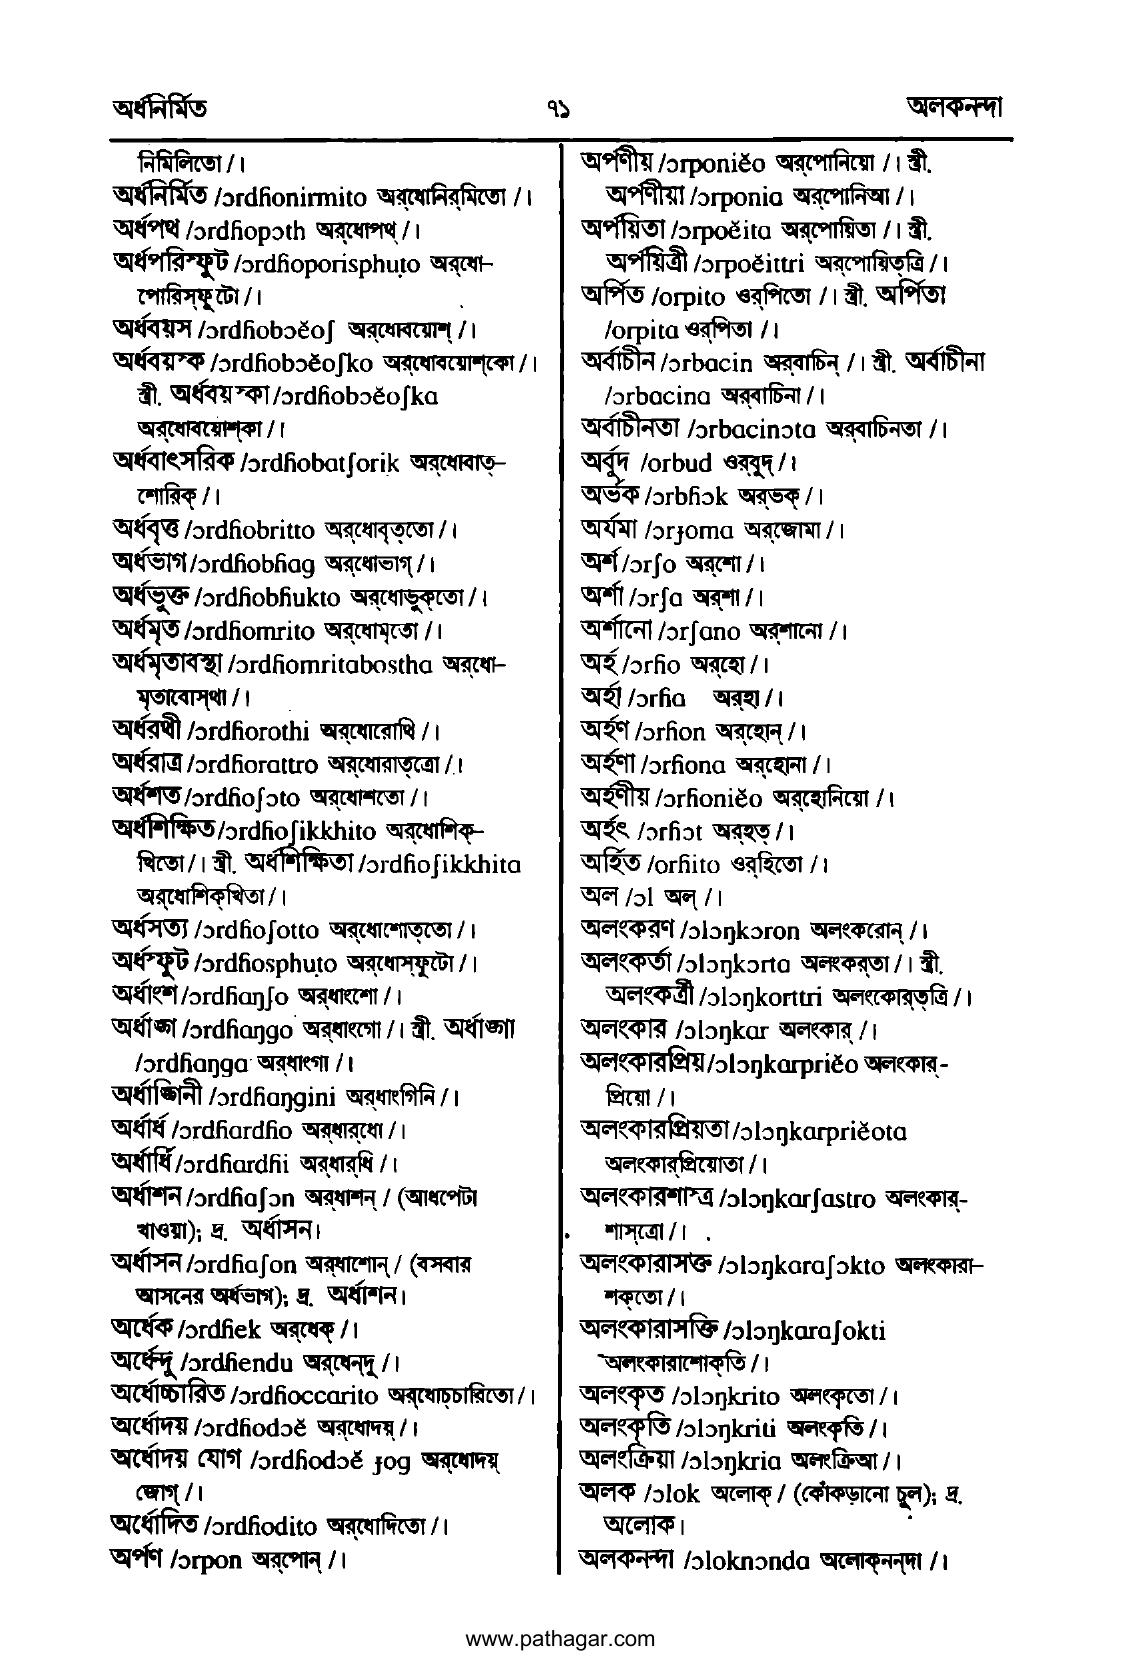 অর্ধনির্মিত ৭১ অলকনন্দা
নিমিলিতো /।
অর্ধনির্মিত /ɔrdɦonirmito অর্‌ধোনির্‌মিতো /।
অর্ধপথ /ɔrdɦopɔth অর্‌ধোপথ্ /।
অর্ধপরিস্ফুট /ɔrdɦoporisphuṭo অর্‌ধো-
পোরিস্‌ফুটো /।
অর্ধবয়স /ɔrdɦobɔĕoʃ অর্‌ধোবয়োশ্ /।
অর্ধবয়স্ক /ɔrdɦobɔĕoʃko অর্‌ধোবয়োশ্‌কো /।
স্ত্রী. অর্ধবয়স্কা /ɔrdɦobɔĕoʃka
অর্‌ধোবয়োশ্‌কা /।
অর্ধবাৎসরিক /ɔrdɦobatʃorik অর্‌ধোবাত্‌-
শোরিক্ /।
অর্ধবৃত্ত /ɔrdɦobritto অর্‌ধোবৃত্‌তো /।
অর্ধভাগ /ɔrdɦobɦag অর্‌ধোভাগ্ /।
অর্ধভুক্ত /ɔrdɦobɦukto অর্‌ধোভুক্‌তো /।
অর্ধমৃত /ɔrdɦomrito অর্‌ধোমৃতো /।
অর্ধমৃতাবস্থা /ɔrdɦomritabostha অর্‌ধো-
মৃতাবোস্‌থা /।
অর্ধরথী /ɔrdɦorothi অর্‌ধোরোথি /।
অর্ধরাত্র /ɔrdɦorattro অর্‌ধোরাত্‌ত্রো /।
অর্ধশত /ɔrdɦoʃɔto অর্‌ধোশতো /।
অর্ধশিক্ষিত /ɔrdɦoʃikkhito অর্‌ধোশিক্‌-
খিতো /। স্ত্রী. অর্ধশিক্ষিতা /ɔrdɦoʃikkhita
অর্‌ধোশিক্‌খিতা /।
অর্ধসত্য /ɔrdɦoʃotto অর্‌ধোশোত্‌তো /।
অর্ধস্ফুট /ɔrdɦosphuṭo অর্‌ধোস্‌ফুটো /।
অর্ধাংশ /ɔrdɦaŋʃo অর্‌ধাংশো /।
অর্ধাঙ্গ /ɔrdɦaŋgo অর্‌ধাংগো /। স্ত্রী. অর্ধাঙ্গা
/ɔrdɦaŋga অর্‌ধাংগা /।
অর্ধাঙ্গিনী /ɔrdɦaŋgini অর্‌ধাংগিনি /।
অর্ধার্ধ /ɔrdɦardɦo অর্‌ধার্‌ধো /।
অর্ধার্ধি /ɔrdɦardɦi অর্‌ধার্‌ধি /।
অর্ধাশন /ɔrdɦaʃɔn অর্‌ধাশন্ / (আধপেটা
খাওয়া); দ্র. অর্ধাসন।
অর্ধাসন /ɔrdɦaʃon অর্‌ধাশোন্ / (বসবার
আসনের অর্ধভাগ); দ্র. অর্ধাশন।
অর্ধেক /ɔrdɦek অর্‌ধেক্ /।
অর্ধেন্দু /ɔrdɦendu অর্‌ধেন্‌দু /।
অর্ধোচ্চারিত /ɔrdɦoccarito অর্‌ধোচ্‌চারিতো /।
অর্ধোদয় /ɔrdɦodɔĕ অর্‌ধোদয়্ /।
অর্ধোদয় যোগ /ɔrdɦodɔĕ ɟog অর্‌ধোদয়্
জোগ্ /।
অর্ধোদিত /ɔrdɦodito অর্‌ধোদিতো /।
অর্পণ /ɔrpon অর্‌পোন্ /।
অর্পণীয় /ɔrponiĕo অর্‌পোনিয়ো /। স্ত্রী.
অর্পণীয়া /ɔrponia অর্‌পোনিআ /।
অর্পয়িতা /ɔrpoĕita অর্‌পোয়িতা /। স্ত্রী.
অর্পয়িত্রী /ɔrpoĕittri অর্‌পোয়িত্‌ত্রি /।
অর্পিত /orpito ওর্‌পিতো /। স্ত্রী. অর্পিতা
/orpita ওর্‌পিতা /।
অর্বাচীন /ɔrbacin অর্‌বাচিন্ /। স্ত্রী. অর্বাচীনা
/ɔrbacina অর্‌বাচিনা /।
অর্বাচীনতা /ɔrbacinɔta অর্‌বাচিনতা /।
অর্বুদ /orbud ওর্‌বুদ্ /।
অর্ভক /ɔrbɦɔk অর্‌ভক্ /।
অর্যমা /ɔrɟoma অর্‌জোমা /।
অর্শ /ɔrʃo অর্‌শো /।
অর্শা /ɔrʃa অর্‌শা /।
অর্শানো /ɔrʃano অর্‌শানো /।
অর্হ /ɔrɦo অর্‌হো /।
অর্হা /ɔrɦa অর্‌হা /।
অর্হণ /ɔrɦon অর্‌হোন্ /।
অর্হণা /ɔrɦona অর্‌হোনা /।
অর্হণীয় /ɔrɦoniĕo অর্‌হোনিয়ো /।
অর্হৎ /ɔrɦɔt অর্‌হত্ /।
অর্হিত /orɦito ওর্‌হিতো /।
অল /ɔl অল্ /।
অলংকরণ /ɔlɔŋkɔron অলংকরোন্ /।
অলংকর্তা /ɔlɔŋkɔrta অলংকর্‌তা /। স্ত্রী.
অলংকর্ত্রী /ɔlɔŋkorttri অলংকোর্‌ত্‌ত্রি /।
অলংকার /ɔlɔŋkar অলংকার্ /।
অলংকারপ্রিয় /ɔlɔŋkarpriĕo অলংকার্‌-
প্রিয়ো /।
অলংকারপ্রিয়তা /ɔlɔŋkarpriĕota
অলংকার্‌প্রিয়োতা /।
অলংকারশাস্ত্র /ɔlɔŋkarʃastro অলংকার্‌-
শাস্‌ত্রো /।
অলংকারাসক্ত /ɔlɔŋkaraʃɔkto অলংকারা-
শক্‌তো /।
অলংকারাসক্তি /ɔlɔŋkaraʃokti
অলংকারাশোক্‌তি /।
অলংকৃত /ɔlɔŋkrito অলংকৃতো /।
অলংকৃতি /ɔlɔŋkriti অলংকৃতি /।
অলংক্রিয়া /ɔlɔŋkria অলংক্রিআ /।
অলক /ɔlok অলোক্ / (কোঁকড়ানো চুল); দ্র.
অলোক।
অলকনন্দা /ɔloknɔnda অলোক্‌নন্‌দা /।
www.pathagar.com